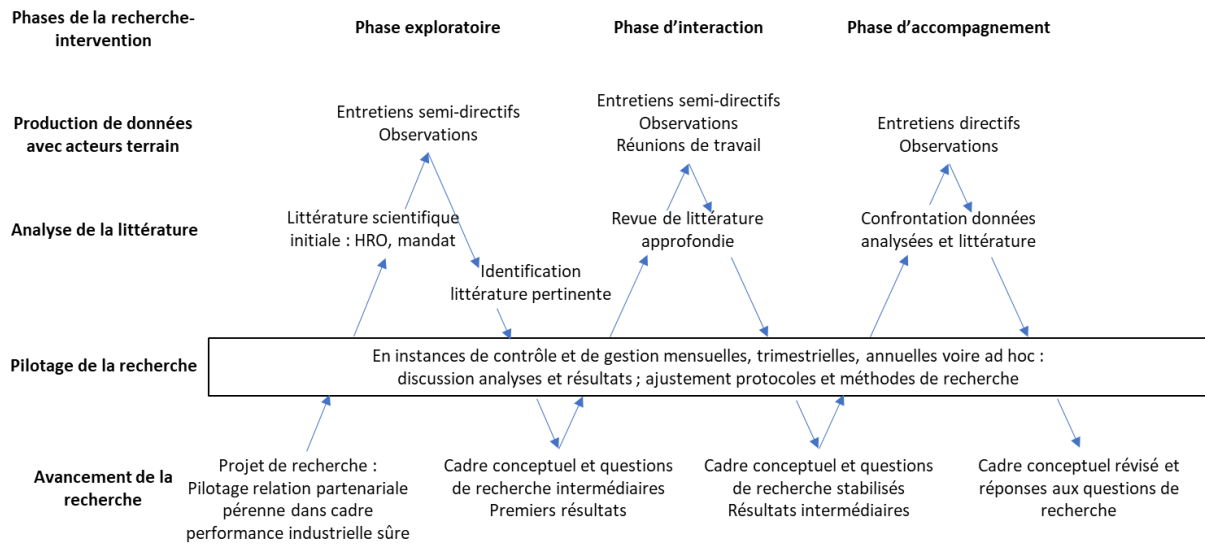 Phases de la recherche-
intervention
Phase exploratoire
Phase d'interaction
Phase d'accompagnement
Production de données
avec acteurs terrain
Entretiens semi-directifs
Observations
Entretiens semi-directifs
Observations
Réunions de travail
Entretiens directifs
Observations
Analyse de la littérature
Littérature scientifique
initiale : HRO, mandat
Identification
littérature pertinente
Revue de littérature
approfondie
Confrontation données
analysées et littérature
Pilotage de la recherche
En instances de contrôle et de gestion mensuelles, trimestrielles, annuelles voire ad hoc :
discussion analyses et résultats ; ajustement protocoles et méthodes de recherche
Avancement de la
recherche
Projet de recherche :
Pilotage relation partenariale
pérenne dans cadre
performance industrielle sûre
Cadre conceptuel et questions
de recherche intermédiaires
Premiers résultats
Cadre conceptuel et questions
de recherche stabilisés
Résultats intermédiaires
Cadre conceptuel révisé et
réponses aux questions de
recherche